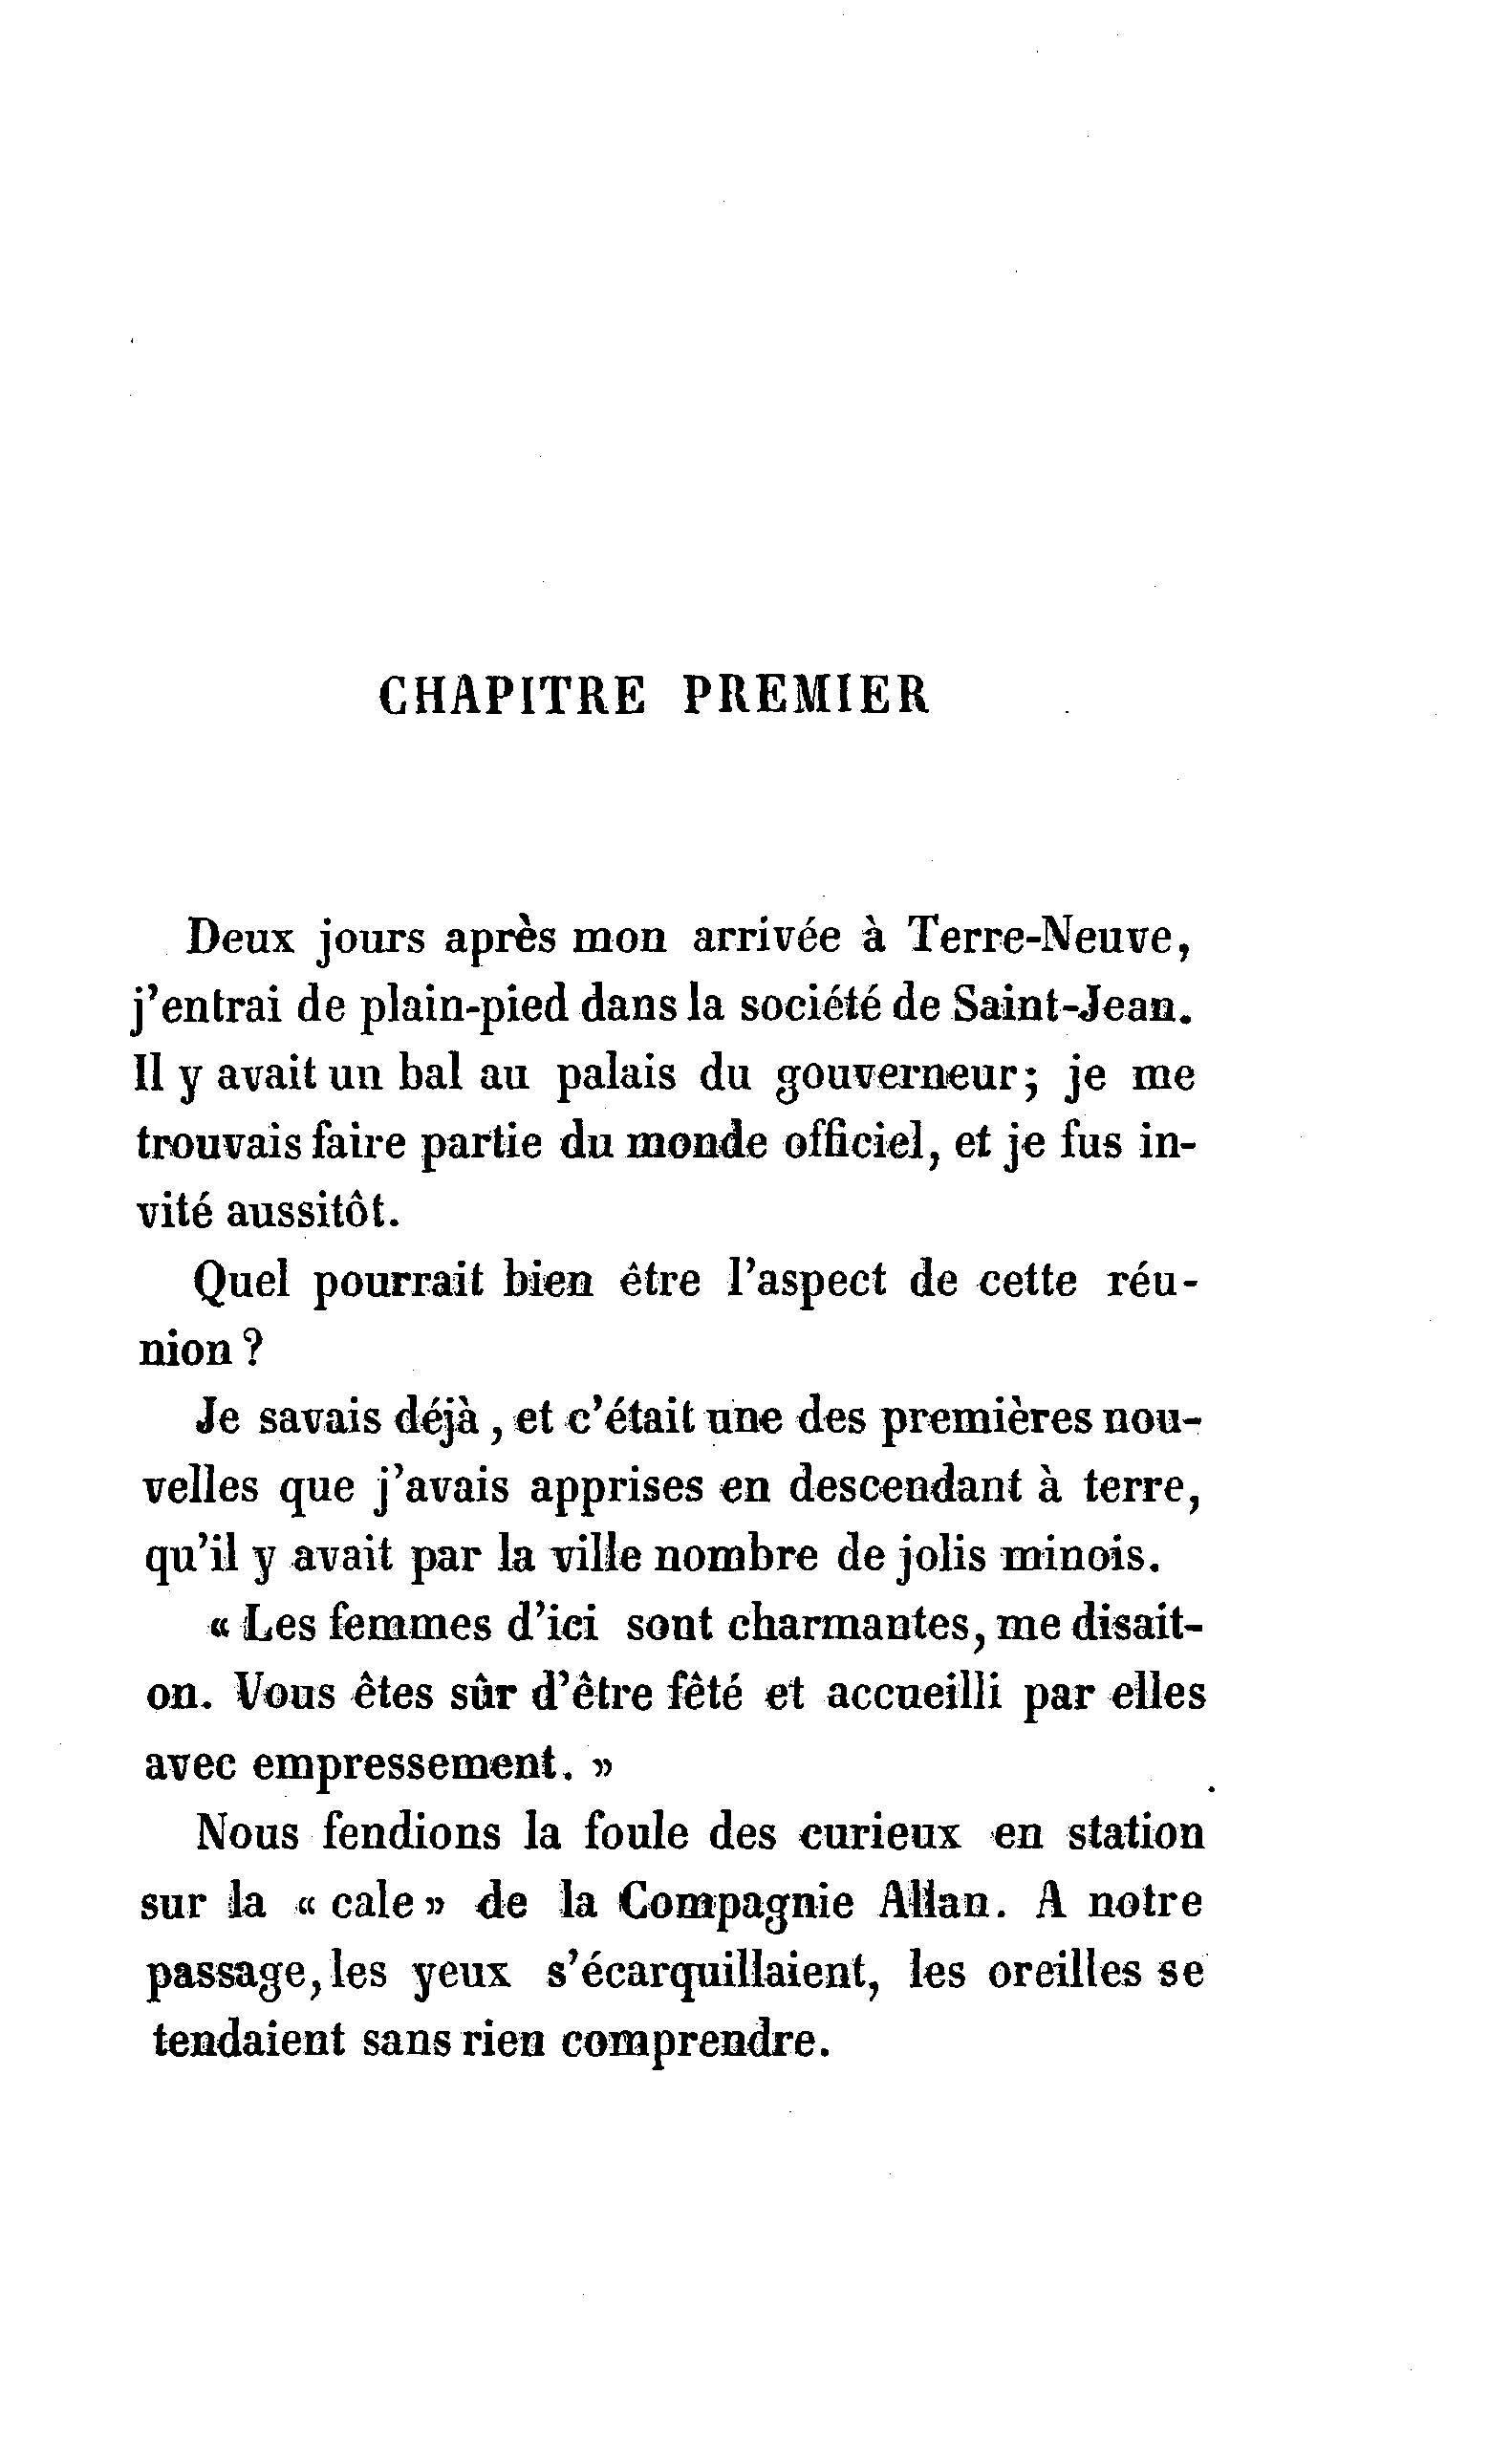 CHAPITRE PREMIER
Deux jours après mon arrivée à Terre-Neuve,
j'entrai de plain-pied dans la société de Saint-Jean.
Il y avait un bal au palais du gouverneur; je me
trouvais faire partie du monde officiel, et je fus in-
vité aussitôt.
Quel pourrait bien être l'aspect de cette réu-
nion ?
Je savais déjà, et c'était une des premières nou-
velles que j'avais apprises en descendant à terre,
qu'il y avait par la ville nombre de jolis minois.
« Les femmes d'ici sont charmantes, me disait-
on. Vous êtes sûr d'être fêté et accueilli par elles
avec empressement. »
Nous fendions la foule des curieux en station
sur la « cale » de la Compagnie Allan. A notre
passage, les yeux s'écarquillaient, les oreilles se
tendaient sans rien comprendre.